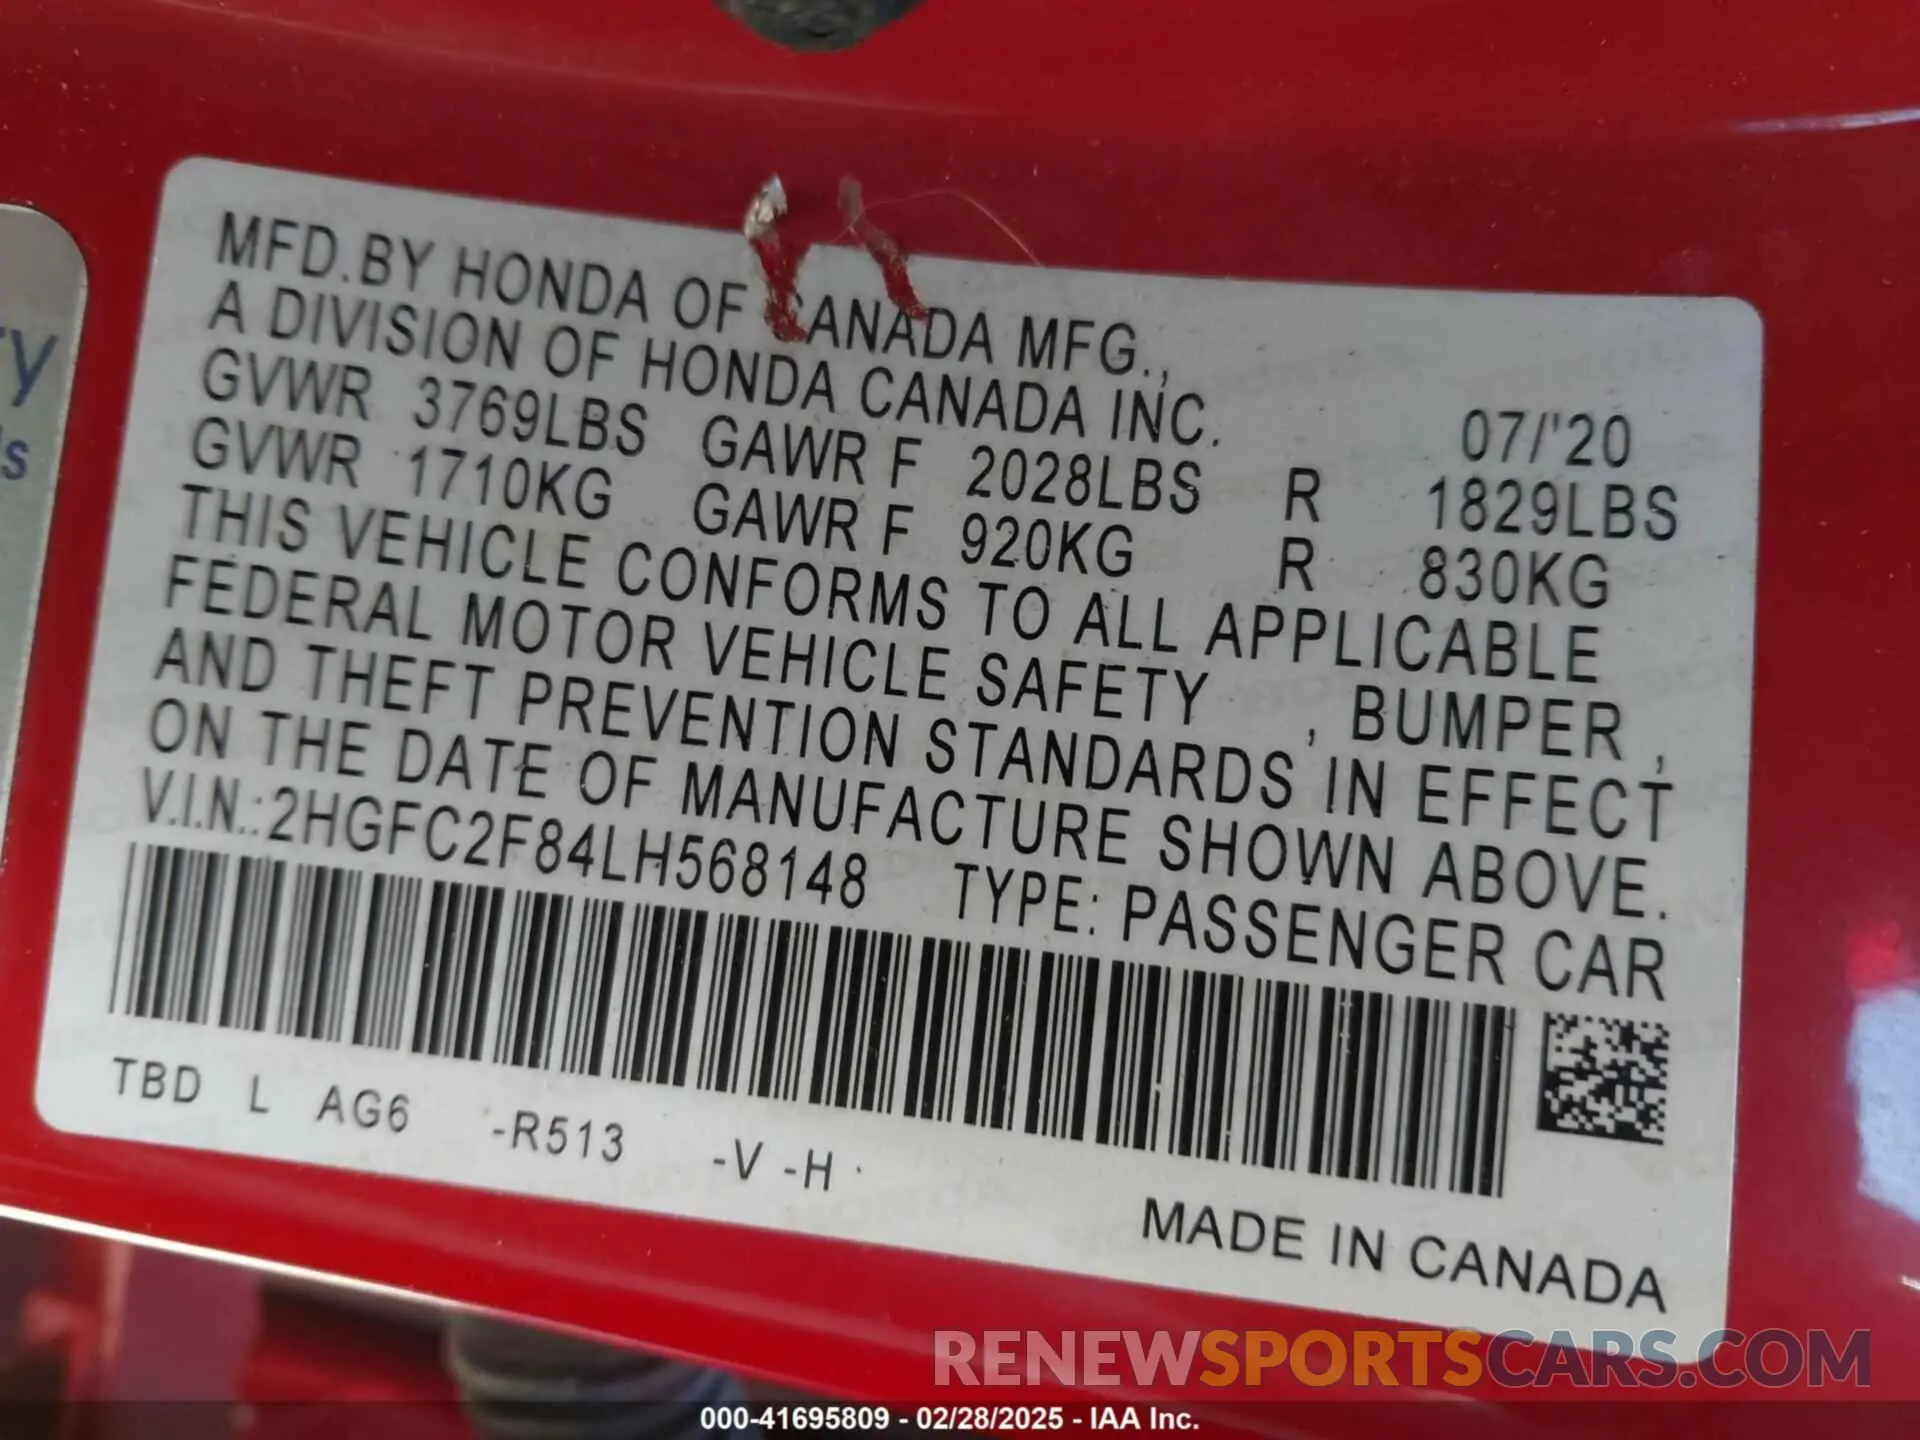 MFD.BY HONDA OF CANADA MFG.,
A DIVISION OF HONDA CANADA INC. 07/'20
GVWR 3769LBS GAWR F 2028LBS R 1829LBS
GVWR 1710KG GAWR F 920KG R 830KG
THIS VEHICLE CONFORMS TO ALL APPLICABLE
FEDERAL MOTOR VEHICLE SAFETY , BUMPER ,
AND THEFT PREVENTION STANDARDS IN EFFECT
ON THE DATE OF MANUFACTURE SHOWN ABOVE.
V.I.N.:2HGFC2F84LH568148 TYPE: PASSENGER CAR
TBD L AG6 -R513 -V -H
MADE IN CANADA
RENEWSPORTSCARS.COM
000-41695809 - 02/28/2025 - IAA Inc.